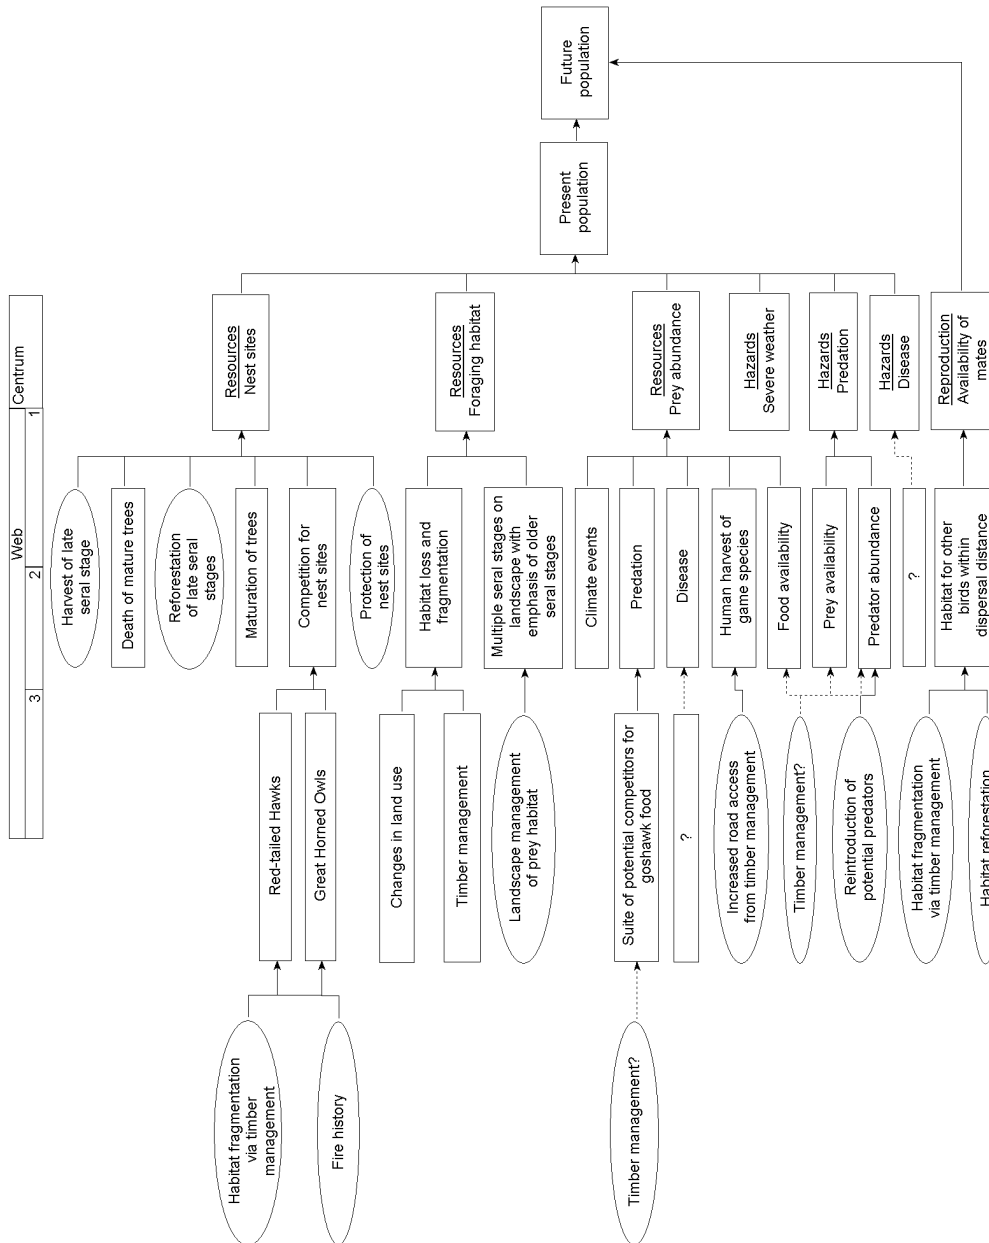 Web
Centrum
3
2
1
Habitat fragmentation
via timber
management
Fire history
Red-tailed Hawks
Great Horned Owls
Harvest of late
seral stage
Death of mature trees
Reforestation
of late seral
stages
Maturation of trees
Competition for
nest sites
Protection of
nest sites
Resources
Nest sites
Changes in land use
Timber management
Landscape management
of prey habitat
Habitat loss and
fragmentation
Multiple seral stages on
landscape with
emphasis of older
seral stages
Resources
Foraging habitat
Timber management?
Suite of potential competitors for
goshawk food
?
Increased road access
from timber management
Timber management?
Reintroduction of
potential predators
Climate events
Predation
Disease
Human harvest of
game species
Food availability
Resources
Prey abundance
Hazards
Severe weather
Prey availability
Predator abundance
Hazards
Predation
?
Hazards
Disease
Habitat fragmentation
via timber management
Habitat reforestation
Habitat for other
birds within
dispersal distance
Reproduction
Availability of
mates
Present
population
Future
population